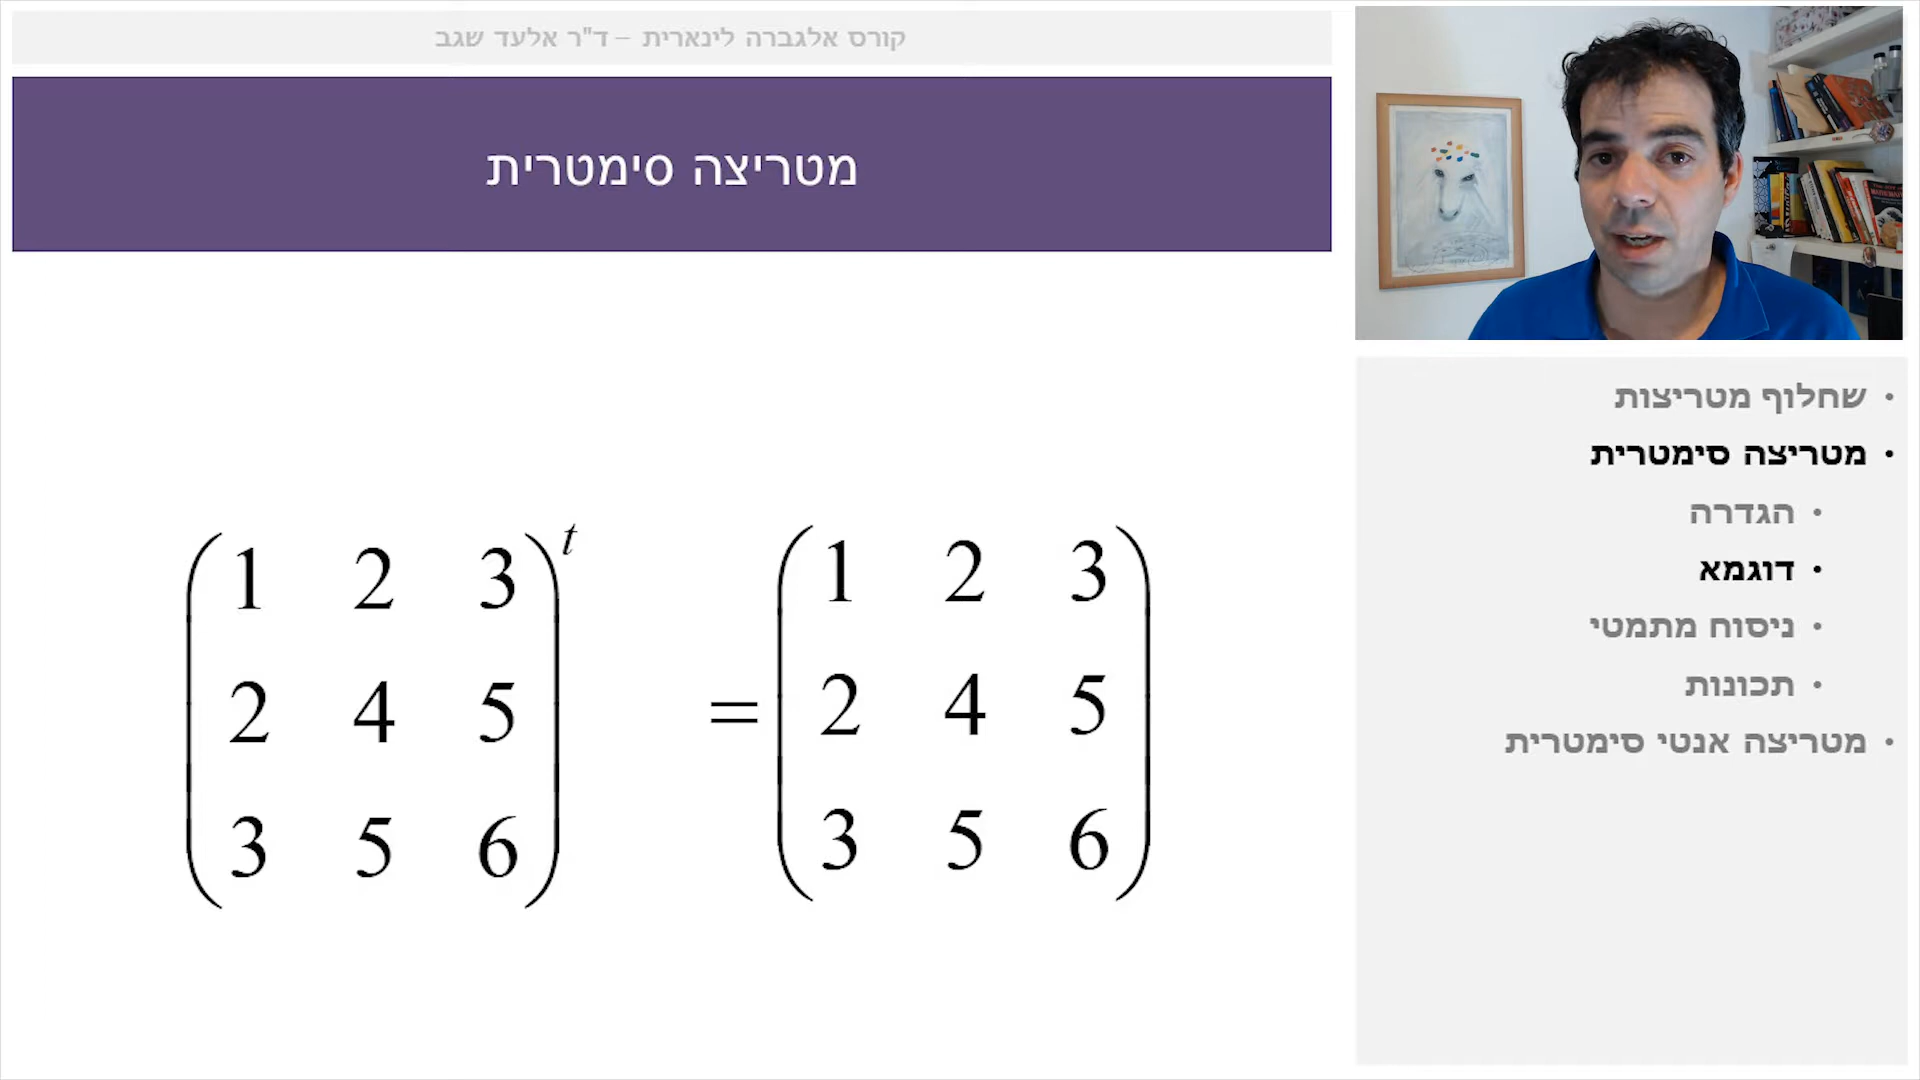 קורס אלגברה לינארית – ד"ר אלעד שגב
מטריצה סימטרית
1 2 3 t = 1 2 3
2 4 5 2 4 5
3 5 6 3 5 6
• שחלוף מטריצות
• מטריצה סימטרית
• הגדרה
• דוגמא
• ניסוח מתמטי
• תכונות
• מטריצה אנטי סימטרית